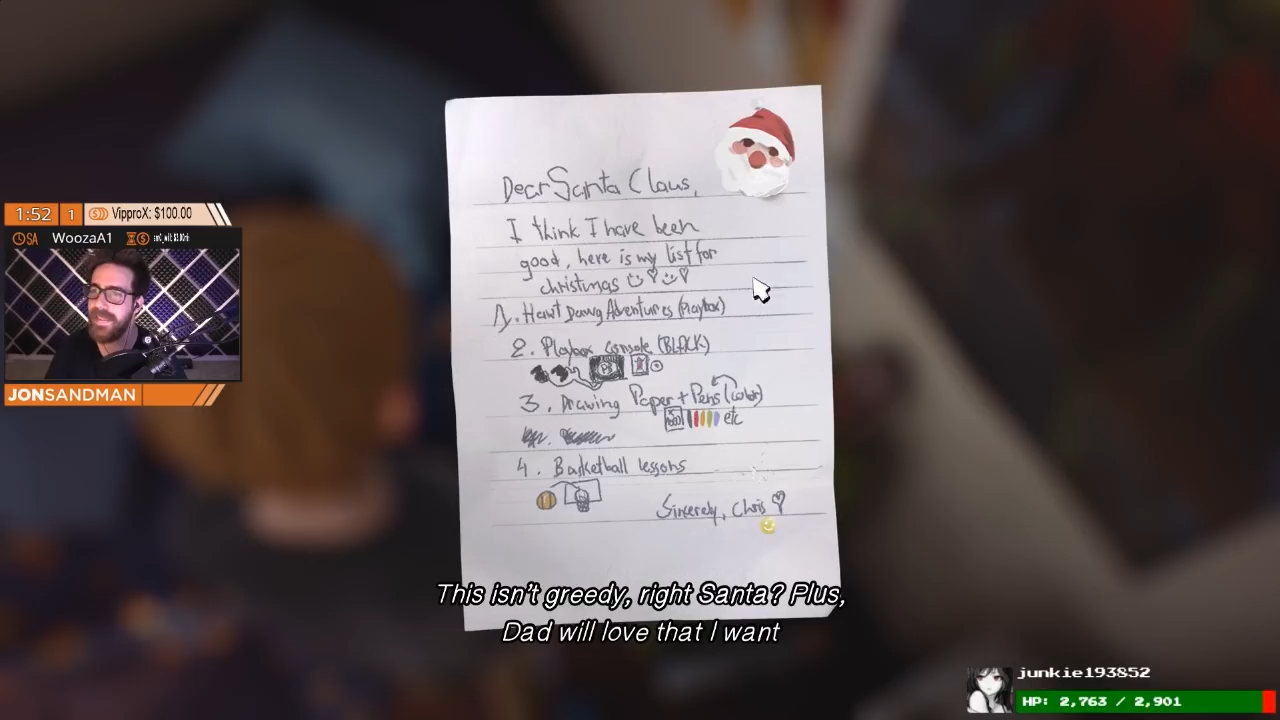 Dear Santa Claus,
I think I have been
good, here is my list for
christmas
1. Hawt Dawg Adventures (Playbox)
2. Playbox console (BLACK)
3. Drawing Paper + Pens (color)
etc
4. Basketball lessons
Sincerely, Chris
This isn't greedy, right Santa? Plus,
Dad will love that I want
1:52 1 VipproX: $100.00
SA WoozaA1
JONSANDMAN
junkie193852
HP: 2,763 / 2,901